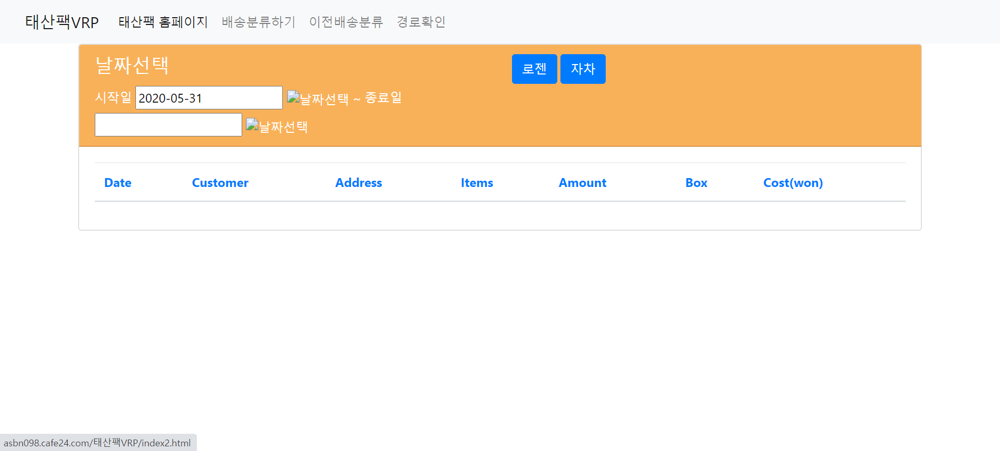 태산팩VRP 태산팩 홈페이지 배송분류하기 이전배송분류 경로확인
날짜선택
로젠 자차
시작일 2020-05-31 날짜선택 ~ 종료일
날짜선택
Date Customer Address Items Amount Box Cost(won)
asbn098.cafe24.com/태산팩VRP/index2.html